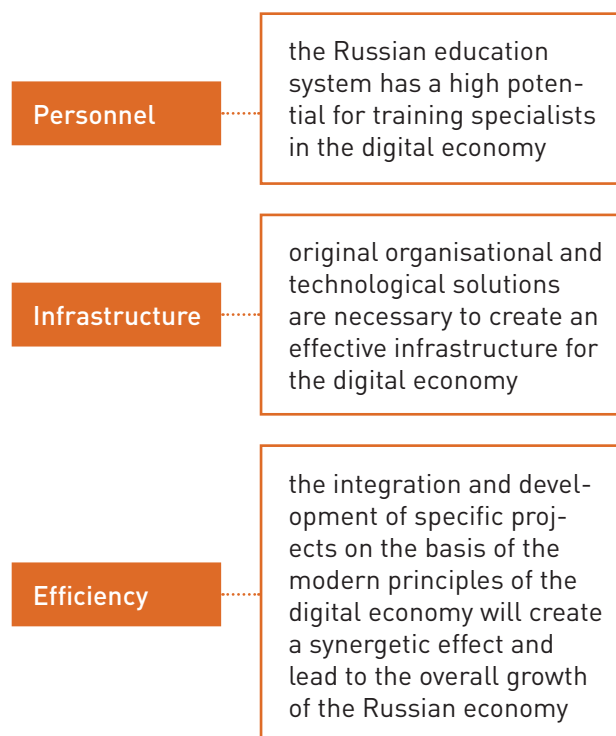 Personnel
the Russian education
system has a high poten-
tial for training specialists
in the digital economy
Infrastructure
original organisational and
technological solutions
are necessary to create an
effective infrastructure for
the digital economy
Efficiency
the integration and devel-
opment of specific proj-
ects on the basis of the
modern principles of the
digital economy will create
a synergetic effect and
lead to the overall growth
of the Russian economy